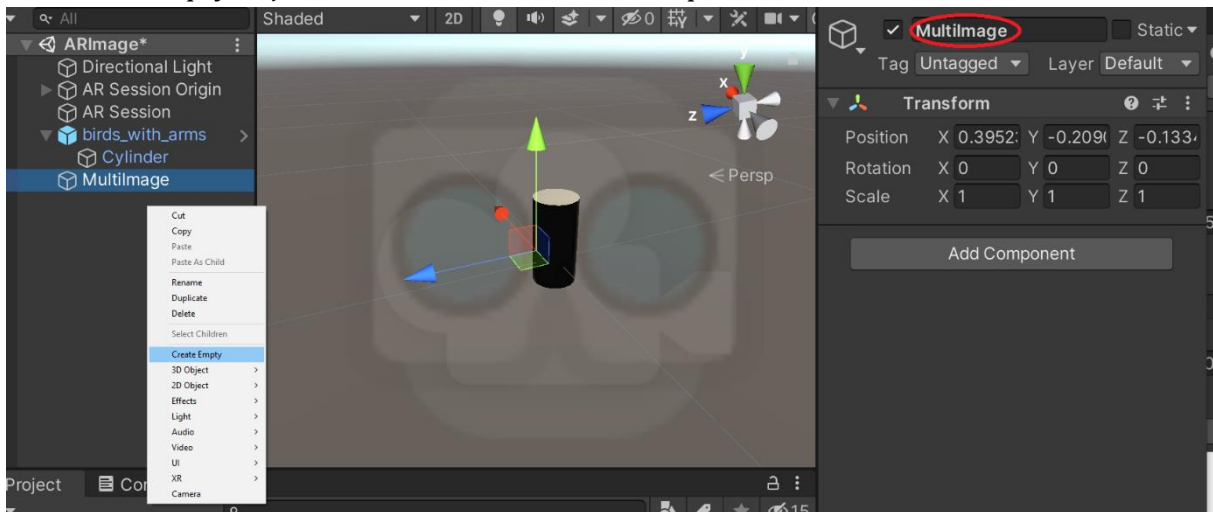 All
ARImage*
Directional Light
AR Session Origin
AR Session
birds_with_arms
Cylinder
MultiImage
Cut
Copy
Paste
Paste As Child
Rename
Duplicate
Delete
Select Children
Create Empty
3D Object
2D Object
Effects
Light
Audio
Video
UI
XR
Camera
Project
Shaded 2D 0
y
x
z
Persp
15
MultiImage Static
Tag Untagged Layer Default
Transform
Position X 0.3952 Y -0.209 Z -0.133
Rotation X 0 Y 0 Z 0
Scale X 1 Y 1 Z 1
Add Component